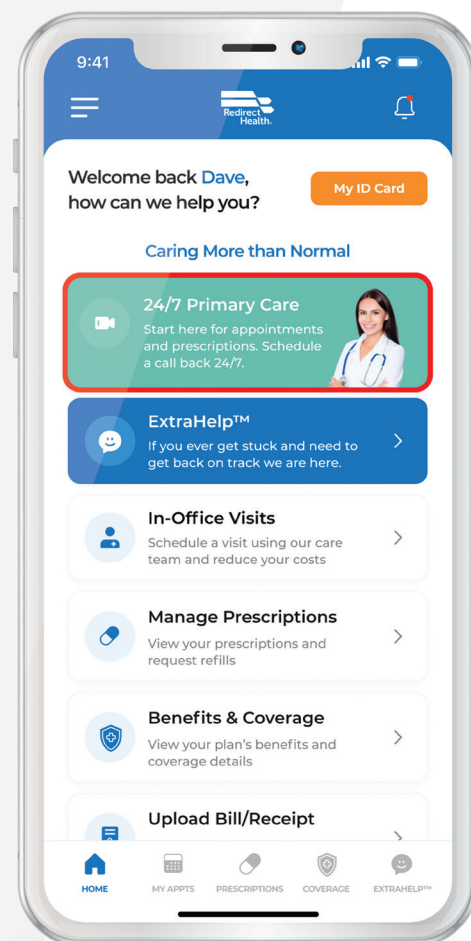 9:41
Redirect
Health.
Welcome back Dave,
how can we help you?
My ID Card
Caring More than Normal
24/7 Primary Care
Start here for appointments
and prescriptions. Schedule
a call back 24/7.
ExtraHelp™
If you ever get stuck and need to
get back on track we are here.
In-Office Visits
Schedule a visit using our care
team and reduce your costs
Manage Prescriptions
View your prescriptions and
request refills
Benefits & Coverage
View your plan's benefits and
coverage details
Upload Bill/Receipt
HOME
MY APPTS
PRESCRIPTIONS
COVERAGE
EXTRAHELP™